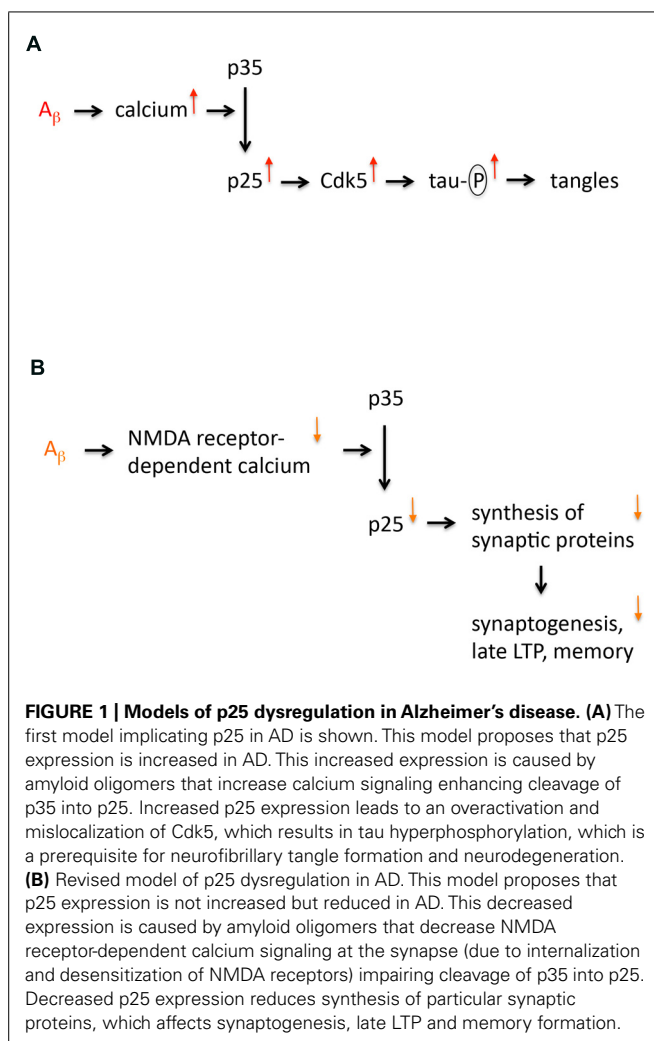 A
p35
Aβ → calcium ↑ →
p25 ↑ → Cdk5 ↑ → tau-Ⓟ ↑ → tangles
B
p35
Aβ → NMDA receptor- ↓ →
dependent calcium
p25 ↓ → synthesis of ↓
synaptic proteins
synaptogenesis, ↓
late LTP, memory
FIGURE 1 | Models of p25 dysregulation in Alzheimer's disease. (A) The
first model implicating p25 in AD is shown. This model proposes that p25
expression is increased in AD. This increased expression is caused by
amyloid oligomers that increase calcium signaling enhancing cleavage of
p35 into p25. Increased p25 expression leads to an overactivation and
mislocalization of Cdk5, which results in tau hyperphosphorylation, which is
a prerequisite for neurofibrillary tangle formation and neurodegeneration.
(B) Revised model of p25 dysregulation in AD. This model proposes that
p25 expression is not increased but reduced in AD. This decreased
expression is caused by amyloid oligomers that decrease NMDA
receptor-dependent calcium signaling at the synapse (due to internalization
and desensitization of NMDA receptors) impairing cleavage of p35 into p25.
Decreased p25 expression reduces synthesis of particular synaptic
proteins, which affects synaptogenesis, late LTP and memory formation.